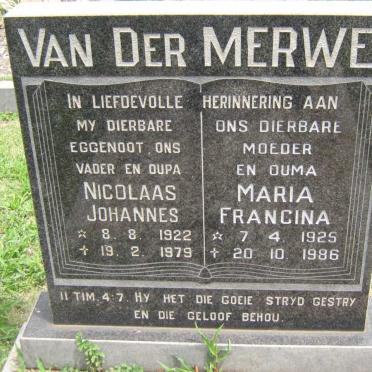 VAN DER MERWE
IN LIEFDEVOLLE HERINNERING AAN
MY DIERBARE
EGGENOOT, ONS
VADER EN OUPA
NICOLAAS
JOHANNES
☆ 8. 8. 1922
✝ 19. 2. 1979
ONS DIERBARE
MOEDER
EN OUMA
MARIA
FRANCINA
☆ 7. 4. 1925
✝ 20. 10. 1986
II TIM. 4:7. HY HET DIE GOEIE STRYD GESTRY
EN DIE GELOOF BEHOU.